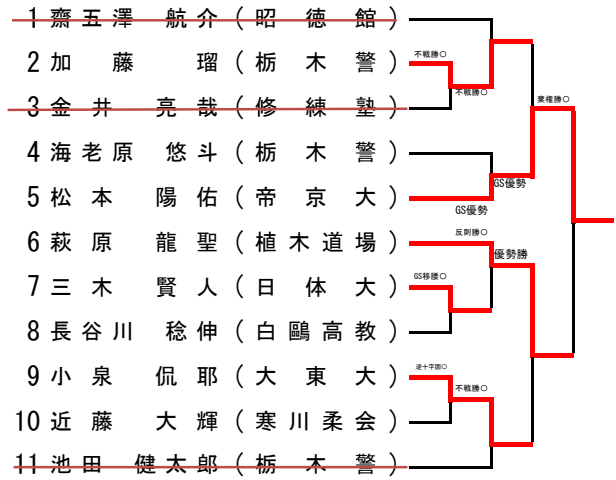 1 齋五澤 航介 (昭徳館)
2 加藤 瑠 (栃木警)
不戦勝○
不戦勝○
3 金井 亮哉 (修練塾)
棄権勝○
4 海老原 悠斗 (栃木警)
5 松本 陽佑 (帝京大)
GS優勢
GS優勢
6 萩原 龍聖 (植木道場)
反則勝○
優勢勝
7 三木 賢人 (日体大)
GS移腰○
8 長谷川 稔伸 (白鷗高教)
9 小泉 侃耶 (大東大)
逆十字固○
不戦勝○
10 近藤 大輝 (寒川柔会)
11 池田 健太郎 (栃木警)